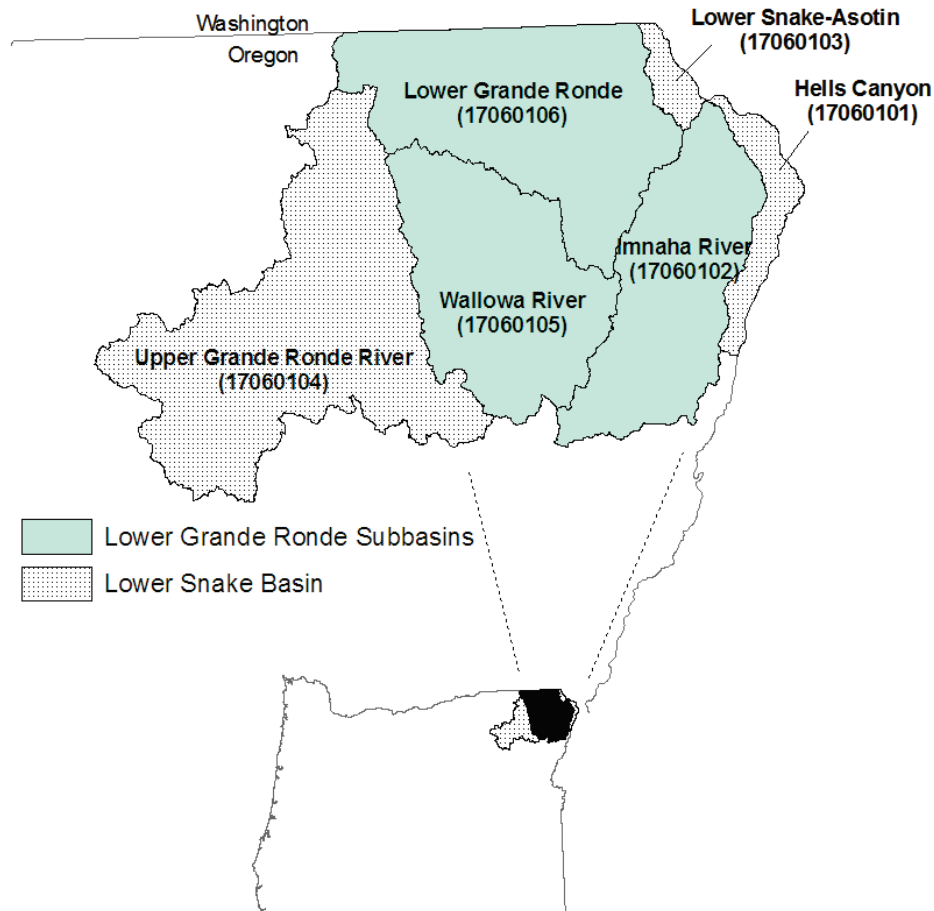 Washington
Oregon
Lower Snake-Asotin
(17060103)
Hells Canyon
(17060101)
Lower Grande Ronde
(17060106)
Imnaha River
(17060102)
Wallowa River
(17060105)
Upper Grande Ronde River
(17060104)
Lower Grande Ronde Subbasins
Lower Snake Basin